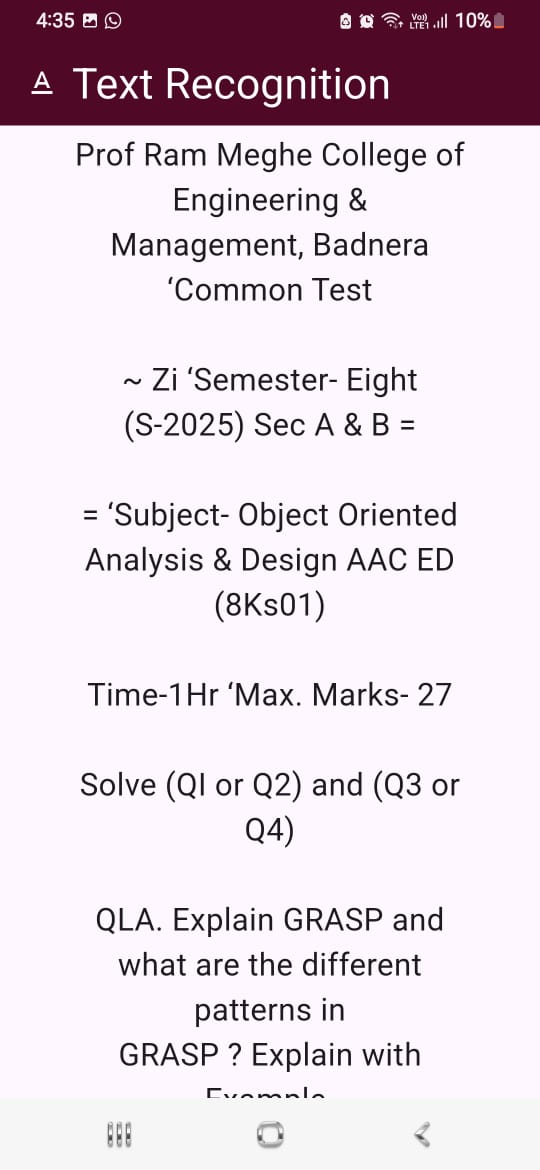 4:35
Vo) LTE1 10%
A Text Recognition
Prof Ram Meghe College of
Engineering &
Management, Badnera
‘Common Test
~ Zi ‘Semester- Eight
(S-2025) Sec A & B =
= ‘Subject- Object Oriented
Analysis & Design AAC ED
(8Ks01)
Time-1Hr ‘Max. Marks- 27
Solve (QI or Q2) and (Q3 or
Q4)
QLA. Explain GRASP and
what are the different
patterns in
GRASP ? Explain with
Example